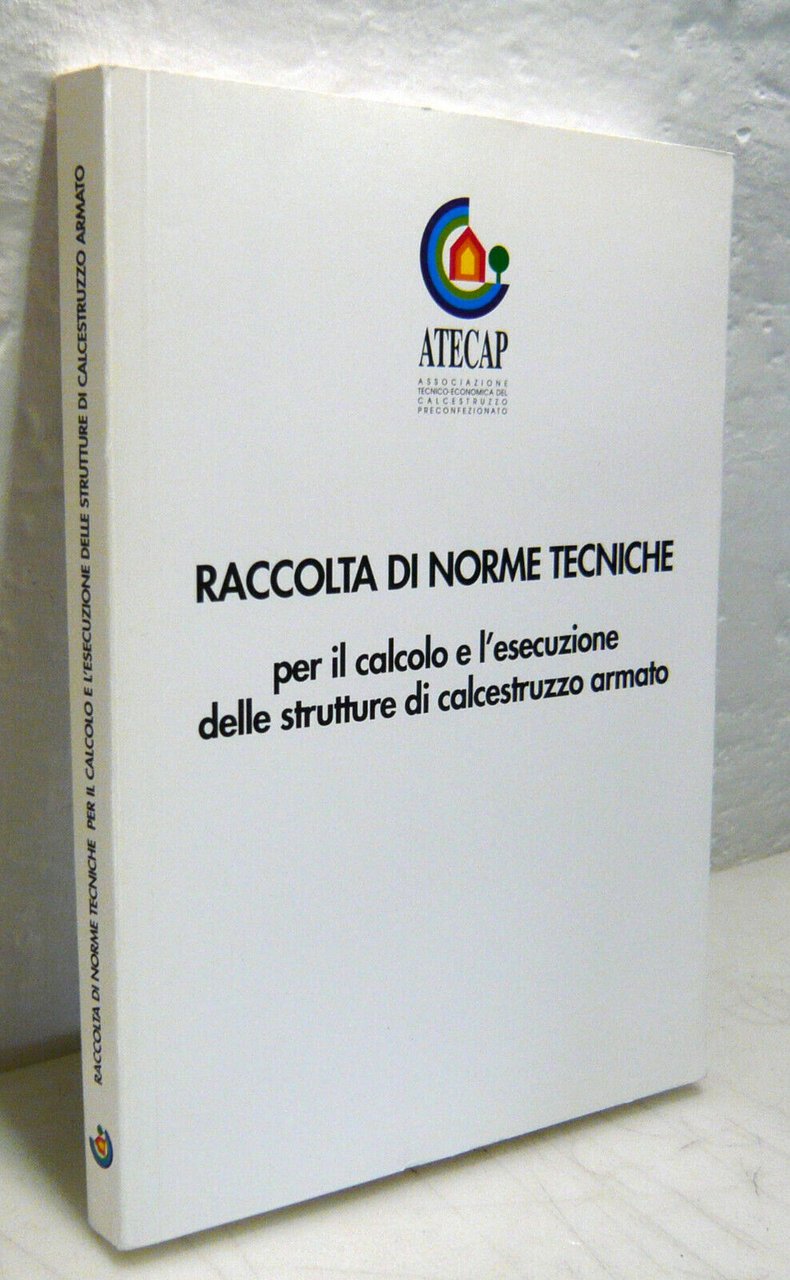 RACCOLTA DI NORME TECNICHE PER IL CALCOLO E L'ESECUZIONE DELLE STRUTTURE DI CALCESTRUZZO ARMATO
ATECAP
ASSOCIAZIONE
TECNICO-ECONOMICA DEL
CALCESTRUZZO
PRECONFEZIONATO
RACCOLTA DI NORME TECNICHE
per il calcolo e l'esecuzione
delle strutture di calcestruzzo armato